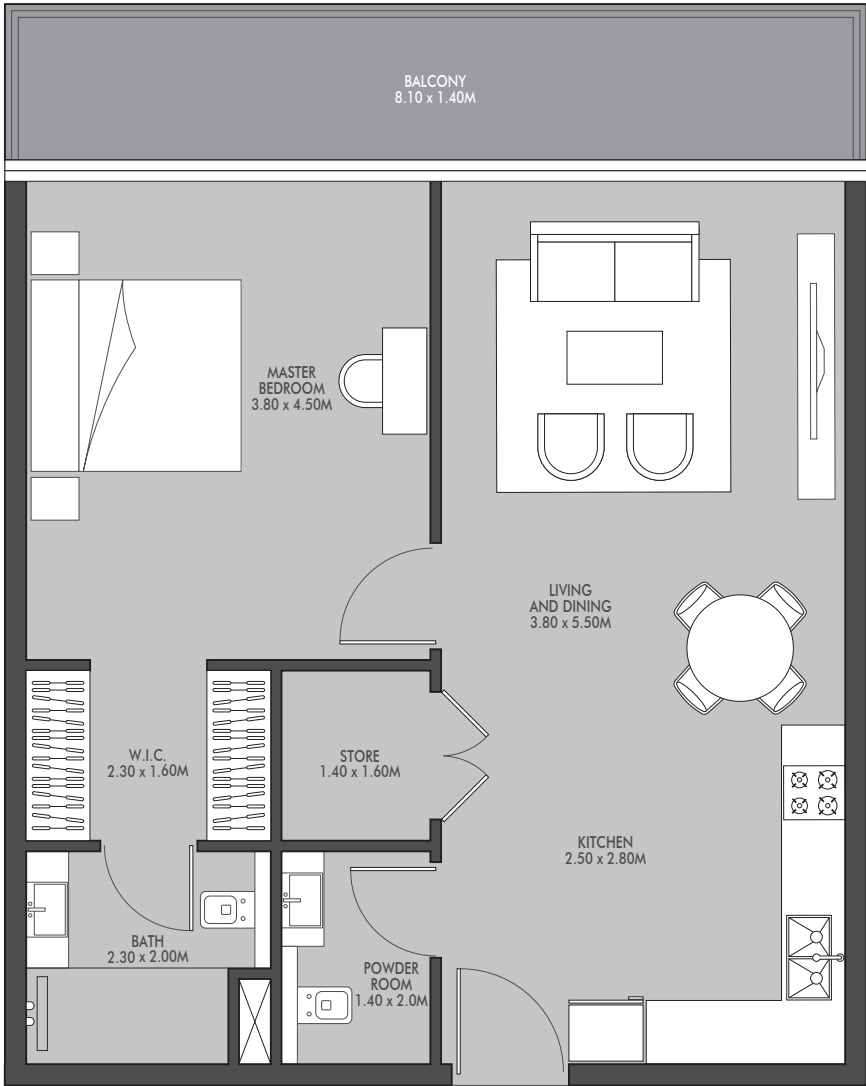 BALCONY
8.10 x 1.40M
MASTER
BEDROOM
3.80 x 4.50M
LIVING
AND DINING
3.80 x 5.50M
W.I.C.
2.30 x 1.60M
STORE
1.40 x 1.60M
KITCHEN
2.50 x 2.80M
BATH
2.30 x 2.00M
POWDER
ROOM
1.40 x 2.0M